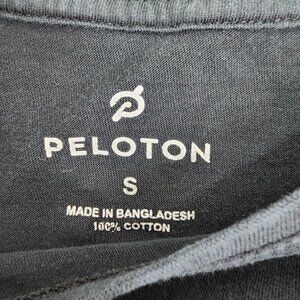 PELOTON
S
MADE IN BANGLADESH
100% COTTON